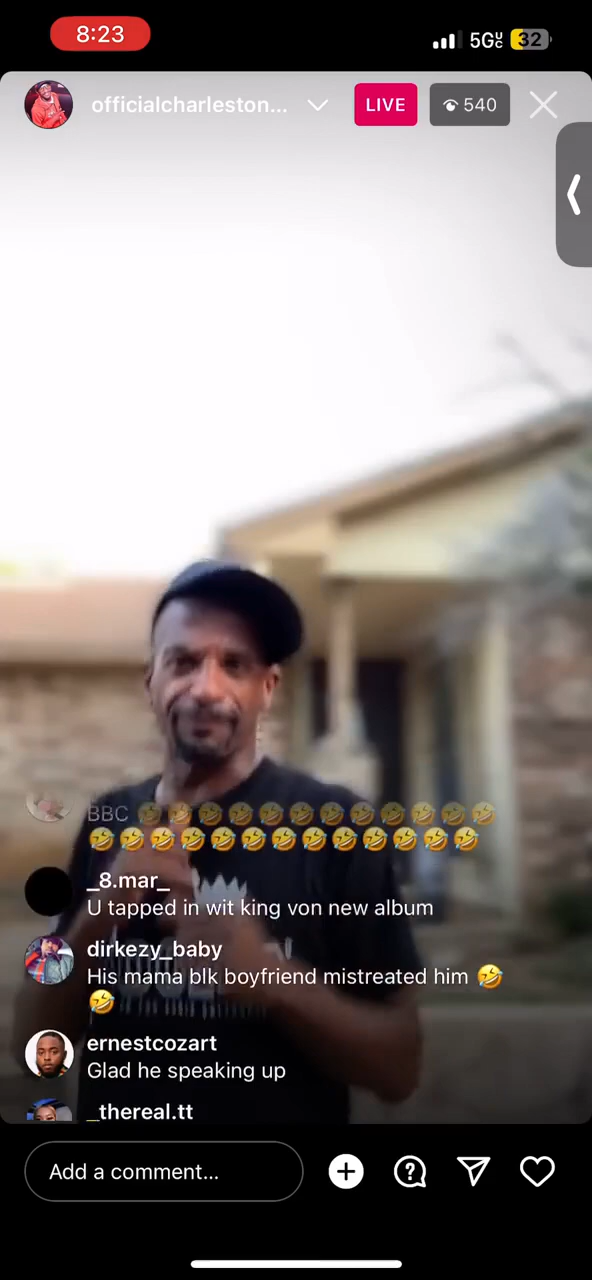 8:23
5G
32
officialcharleston...
LIVE
540
BBC 🤣🤣🤣🤣🤣🤣🤣🤣🤣🤣🤣🤣
🤣🤣🤣🤣🤣🤣🤣🤣🤣🤣🤣🤣🤣
_8.mar_
U tapped in wit king von new album
dirkezy_baby
His mama blk boyfriend mistreated him 🤣
🤣
ernestcozart
Glad he speaking up
_thereal.tt
Add a comment...